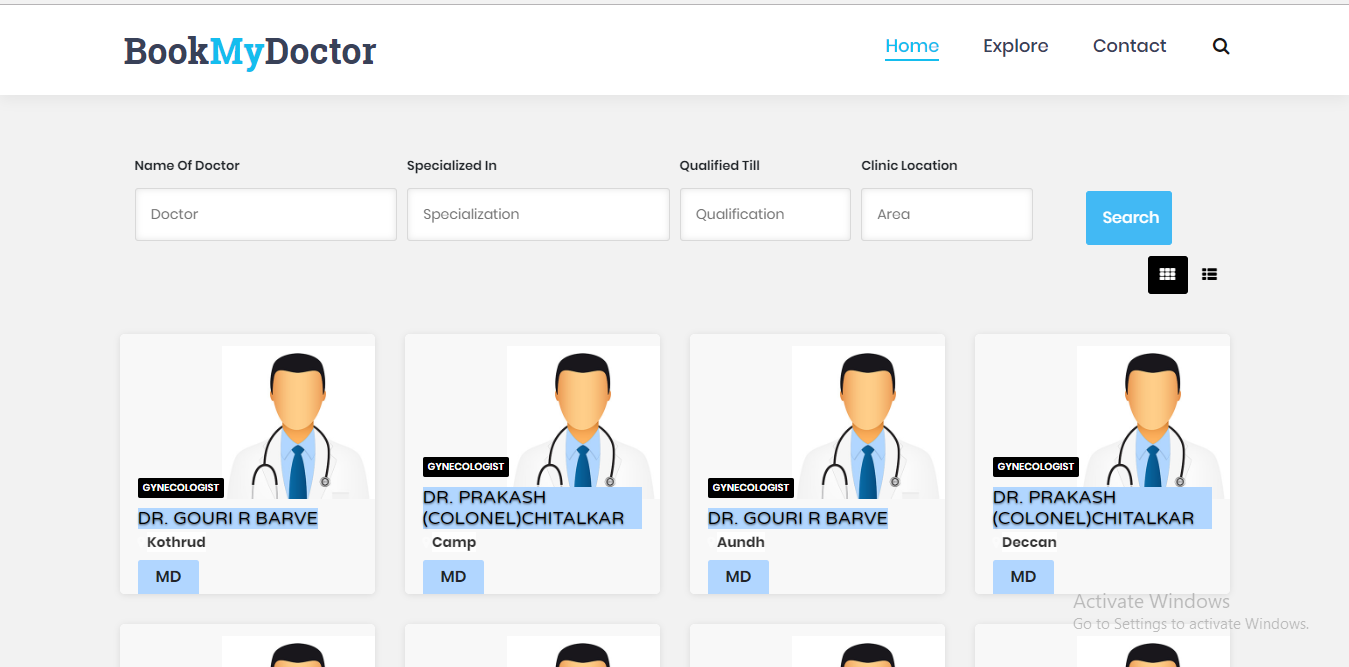 BookMyDoctor
Home Explore Contact
Name Of Doctor Specialized In Qualified Till Clinic Location
Doctor Specialization Qualification Area Search
GYNECOLOGIST
DR. GOURI R BARVE
Kothrud
MD
GYNECOLOGIST
DR. PRAKASH
(COLONEL)CHITALKAR
Camp
MD
GYNECOLOGIST
DR. GOURI R BARVE
Aundh
MD
GYNECOLOGIST
DR. PRAKASH
(COLONEL)CHITALKAR
Deccan
MD
Activate Windows
Go to Settings to activate Windows.